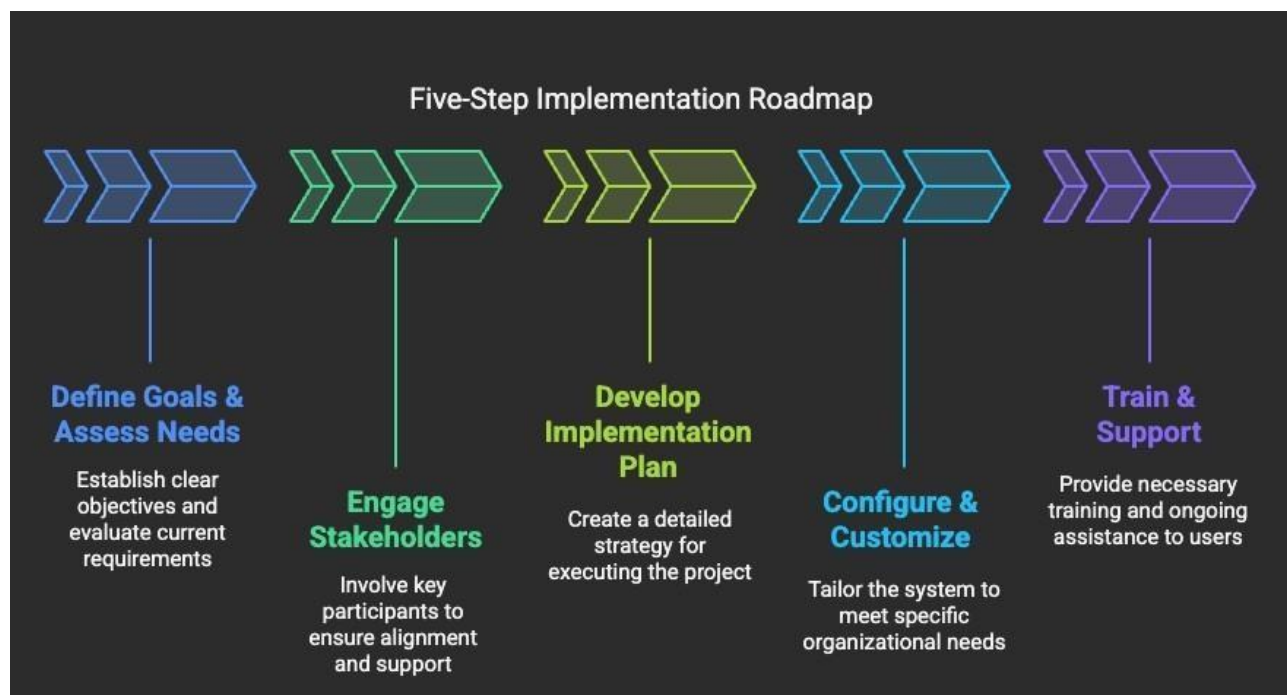 Five-Step Implementation Roadmap
Define Goals &
Assess Needs
Establish clear
objectives and
evaluate current
requirements
Engage
Stakeholders
Involve key
participants to
ensure alignment
and support
Develop
Implementation
Plan
Create a detailed
strategy for
executing the project
Configure &
Customize
Tailor the system to
meet specific
organizational needs
Train &
Support
Provide necessary
training and ongoing
assistance to users